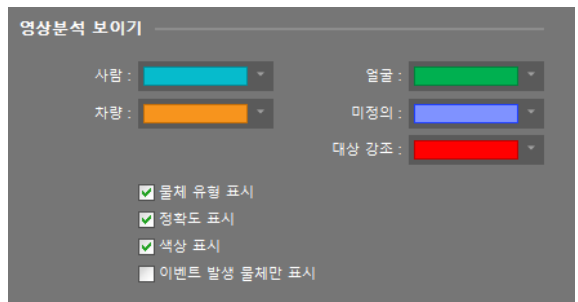 영상분석 보이기
사람 :
얼굴 :
차량 :
미정의 :
대상 강조 :
물체 유형 표시
정확도 표시
색상 표시
이벤트 발생 물체만 표시